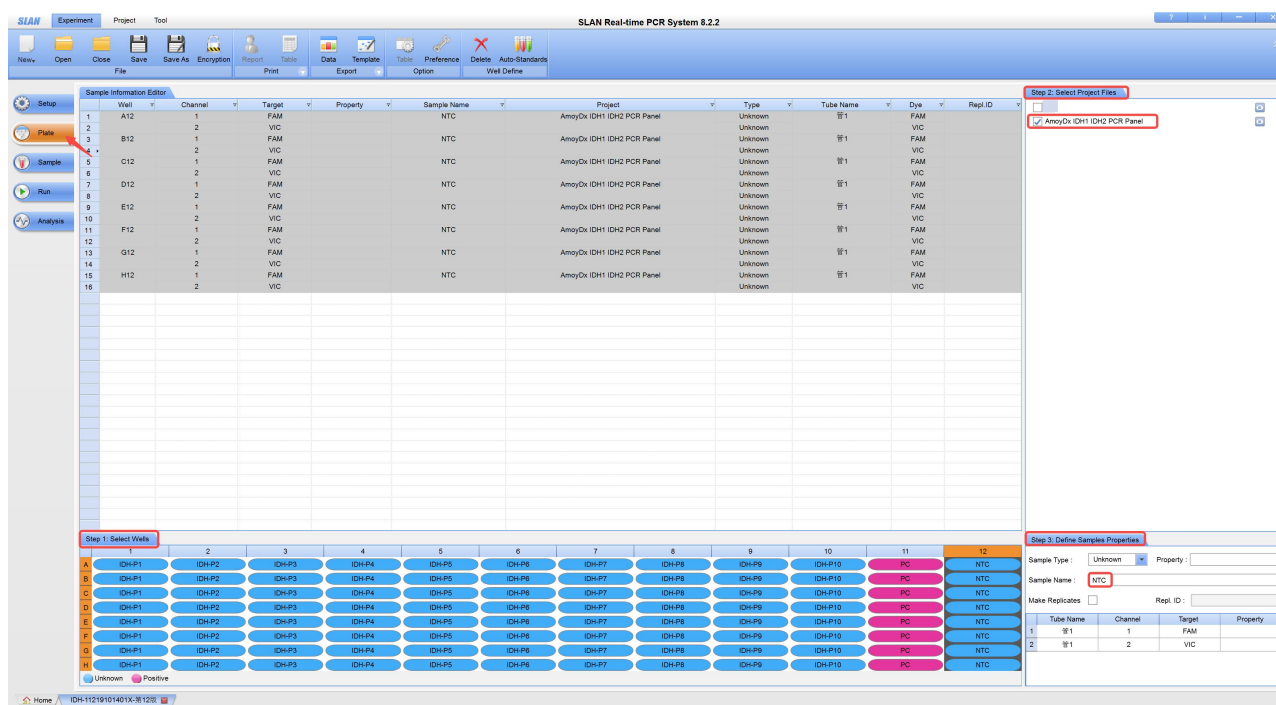 SLAN Experiment Project Tool SLAN Real-time PCR System 8.2.2
New Open Close Save Save As Encryption Report Table Data Template Table Preference Delete Auto-Standards
File Print Export Option Well Define
Setup
Plate
Sample
Run
Analysis
Sample Information Editor
Well Channel Target Property Sample Name Project Type Tube Name Dye Repl.ID
1 A12 1 FAM NTC AmoyDx IDH1 IDH2 PCR Panel Unknown 管1 FAM
2 2 VIC Unknown VIC
3 B12 1 FAM NTC AmoyDx IDH1 IDH2 PCR Panel Unknown 管1 FAM
4 2 VIC Unknown VIC
5 C12 1 FAM NTC AmoyDx IDH1 IDH2 PCR Panel Unknown 管1 FAM
6 2 VIC Unknown VIC
7 D12 1 FAM NTC AmoyDx IDH1 IDH2 PCR Panel Unknown 管1 FAM
8 2 VIC Unknown VIC
9 E12 1 FAM NTC AmoyDx IDH1 IDH2 PCR Panel Unknown 管1 FAM
10 2 VIC Unknown VIC
11 F12 1 FAM NTC AmoyDx IDH1 IDH2 PCR Panel Unknown 管1 FAM
12 2 VIC Unknown VIC
13 G12 1 FAM NTC AmoyDx IDH1 IDH2 PCR Panel Unknown 管1 FAM
14 2 VIC Unknown VIC
15 H12 1 FAM NTC AmoyDx IDH1 IDH2 PCR Panel Unknown 管1 FAM
16 2 VIC Unknown VIC
Step 2: Select Project Files
AmoyDx IDH1 IDH2 PCR Panel
Step 1: Select Wells
1 2 3 4 5 6 7 8 9 10 11 12
A IDH-P1 IDH-P2 IDH-P3 IDH-P4 IDH-P5 IDH-P6 IDH-P7 IDH-P8 IDH-P9 IDH-P10 PC NTC
B IDH-P1 IDH-P2 IDH-P3 IDH-P4 IDH-P5 IDH-P6 IDH-P7 IDH-P8 IDH-P9 IDH-P10 PC NTC
C IDH-P1 IDH-P2 IDH-P3 IDH-P4 IDH-P5 IDH-P6 IDH-P7 IDH-P8 IDH-P9 IDH-P10 PC NTC
D IDH-P1 IDH-P2 IDH-P3 IDH-P4 IDH-P5 IDH-P6 IDH-P7 IDH-P8 IDH-P9 IDH-P10 PC NTC
E IDH-P1 IDH-P2 IDH-P3 IDH-P4 IDH-P5 IDH-P6 IDH-P7 IDH-P8 IDH-P9 IDH-P10 PC NTC
F IDH-P1 IDH-P2 IDH-P3 IDH-P4 IDH-P5 IDH-P6 IDH-P7 IDH-P8 IDH-P9 IDH-P10 PC NTC
G IDH-P1 IDH-P2 IDH-P3 IDH-P4 IDH-P5 IDH-P6 IDH-P7 IDH-P8 IDH-P9 IDH-P10 PC NTC
H IDH-P1 IDH-P2 IDH-P3 IDH-P4 IDH-P5 IDH-P6 IDH-P7 IDH-P8 IDH-P9 IDH-P10 PC NTC
Unknown Positive
Step 3: Define Samples Properties
Sample Type : Unknown Property :
Sample Name : NTC
Make Replicates Repl. ID :
Tube Name Channel Target Property
1 管1 1 FAM
2 管1 2 VIC
Home IDH-11219101401X-第12版